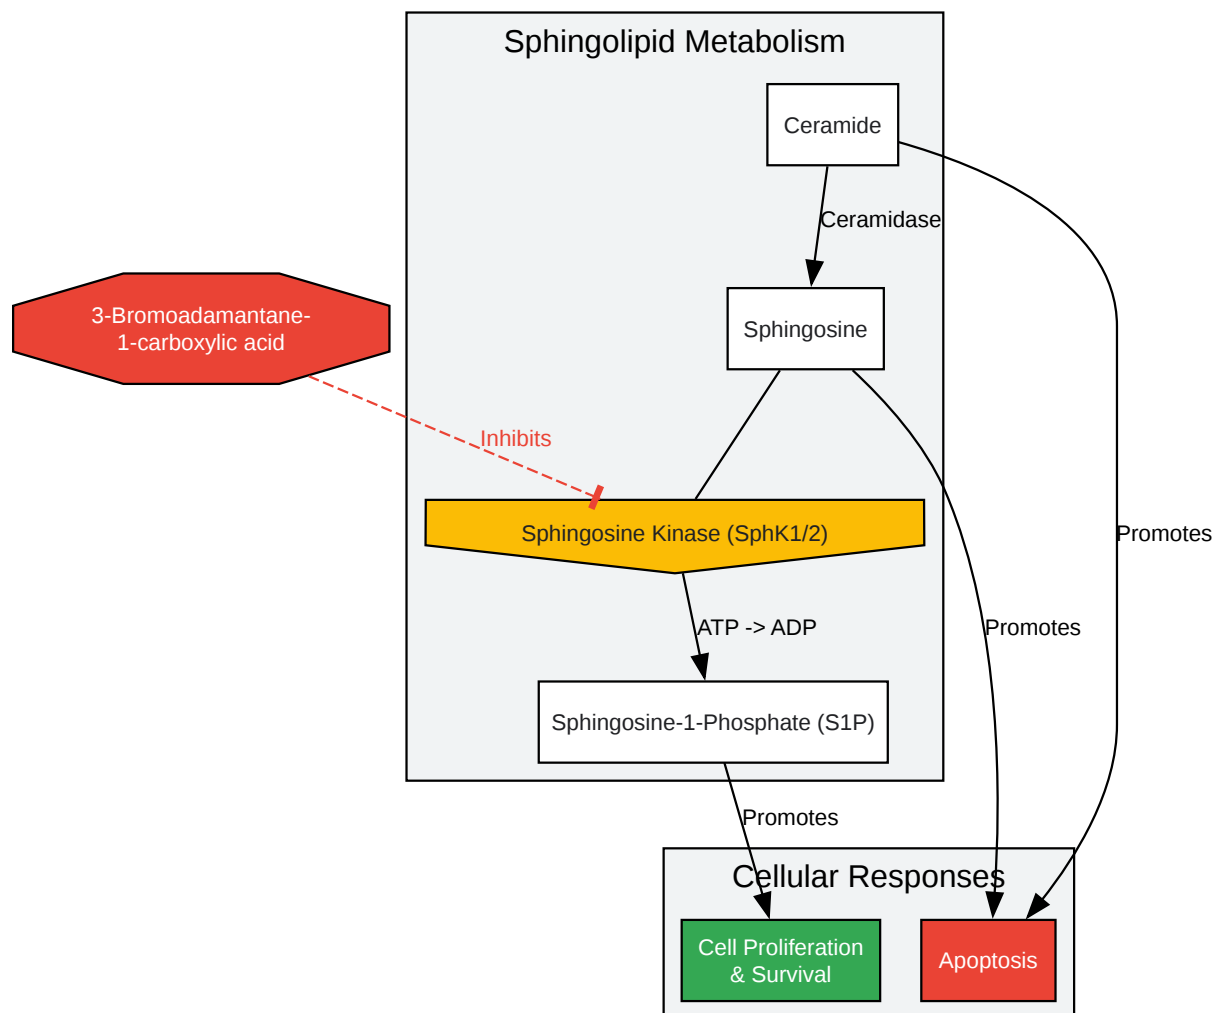 Sphingolipid Metabolism
Ceramide
Ceramidase
3-Bromoadamantane-
1-carboxylic acid
Sphingosine
Inhibits
Sphingosine Kinase (SphK1/2)
Promotes
ATP -> ADP
Promotes
Sphingosine-1-Phosphate (S1P)
Promotes
Cellular Responses
Cell Proliferation
& Survival
Apoptosis